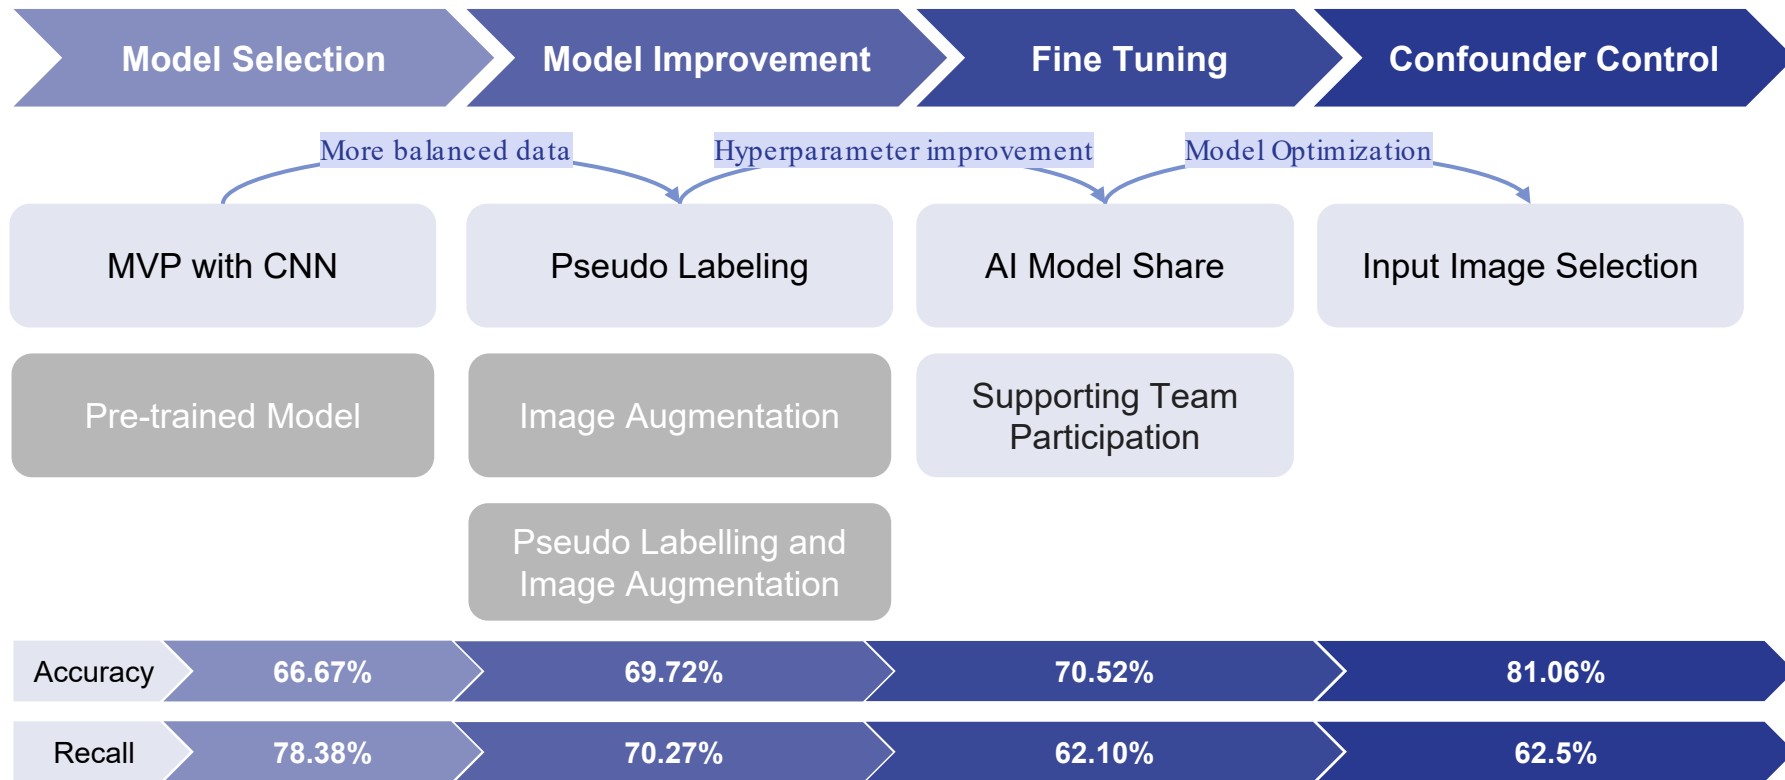 Model Selection
Model Improvement
Fine Tuning
Confounder Control
More balanced data
Hyperparameter improvement
Model Optimization
MVP with CNN
Pseudo Labeling
AI Model Share
Input Image Selection
Pre-trained Model
Image Augmentation
Supporting Team
Participation
Pseudo Labelling and
Image Augmentation
Accuracy
66.67%
69.72%
70.52%
81.06%
Recall
78.38%
70.27%
62.10%
62.5%